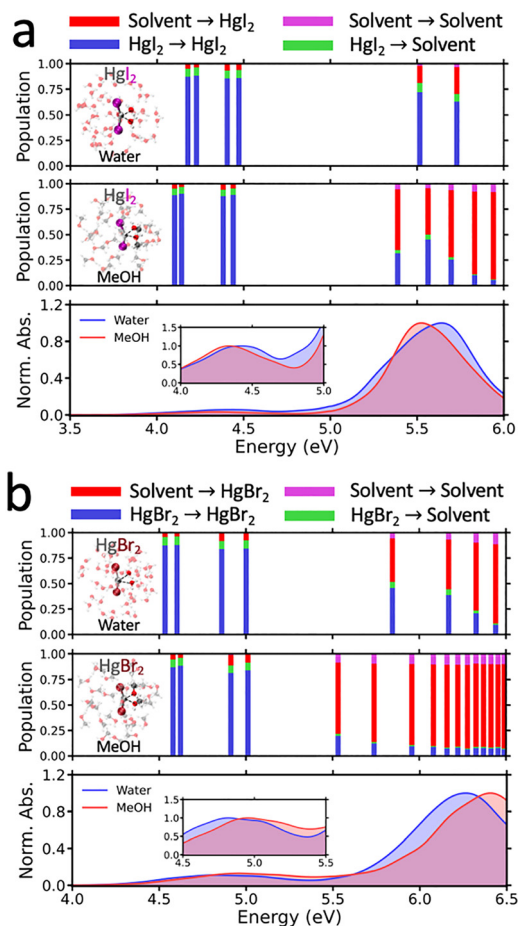 a
Solvent → HgI₂
Solvent → Solvent
HgI₂ → HgI₂
HgI₂ → Solvent
Population
1.00
0.75
0.50
0.25
0.00
HgI₂
Water
Population
1.00
0.75
0.50
0.25
0.00
HgI₂
MeOH
Norm. Abs.
1.2
0.8
0.4
0.0
Water
MeOH
1.5
1.0
0.5
0.0
4.0 4.5 5.0
3.5 4.0 4.5 5.0 5.5 6.0
Energy (eV)
b
Solvent → HgBr₂
Solvent → Solvent
HgBr₂ → HgBr₂
HgBr₂ → Solvent
Population
1.00
0.75
0.50
0.25
0.00
HgBr₂
Water
Population
1.00
0.75
0.50
0.25
0.00
HgBr₂
MeOH
Norm. Abs.
1.2
0.8
0.4
0.0
Water
MeOH
1.5
1.0
0.5
0.0
4.5 5.0 5.5
4.0 4.5 5.0 5.5 6.0 6.5
Energy (eV)